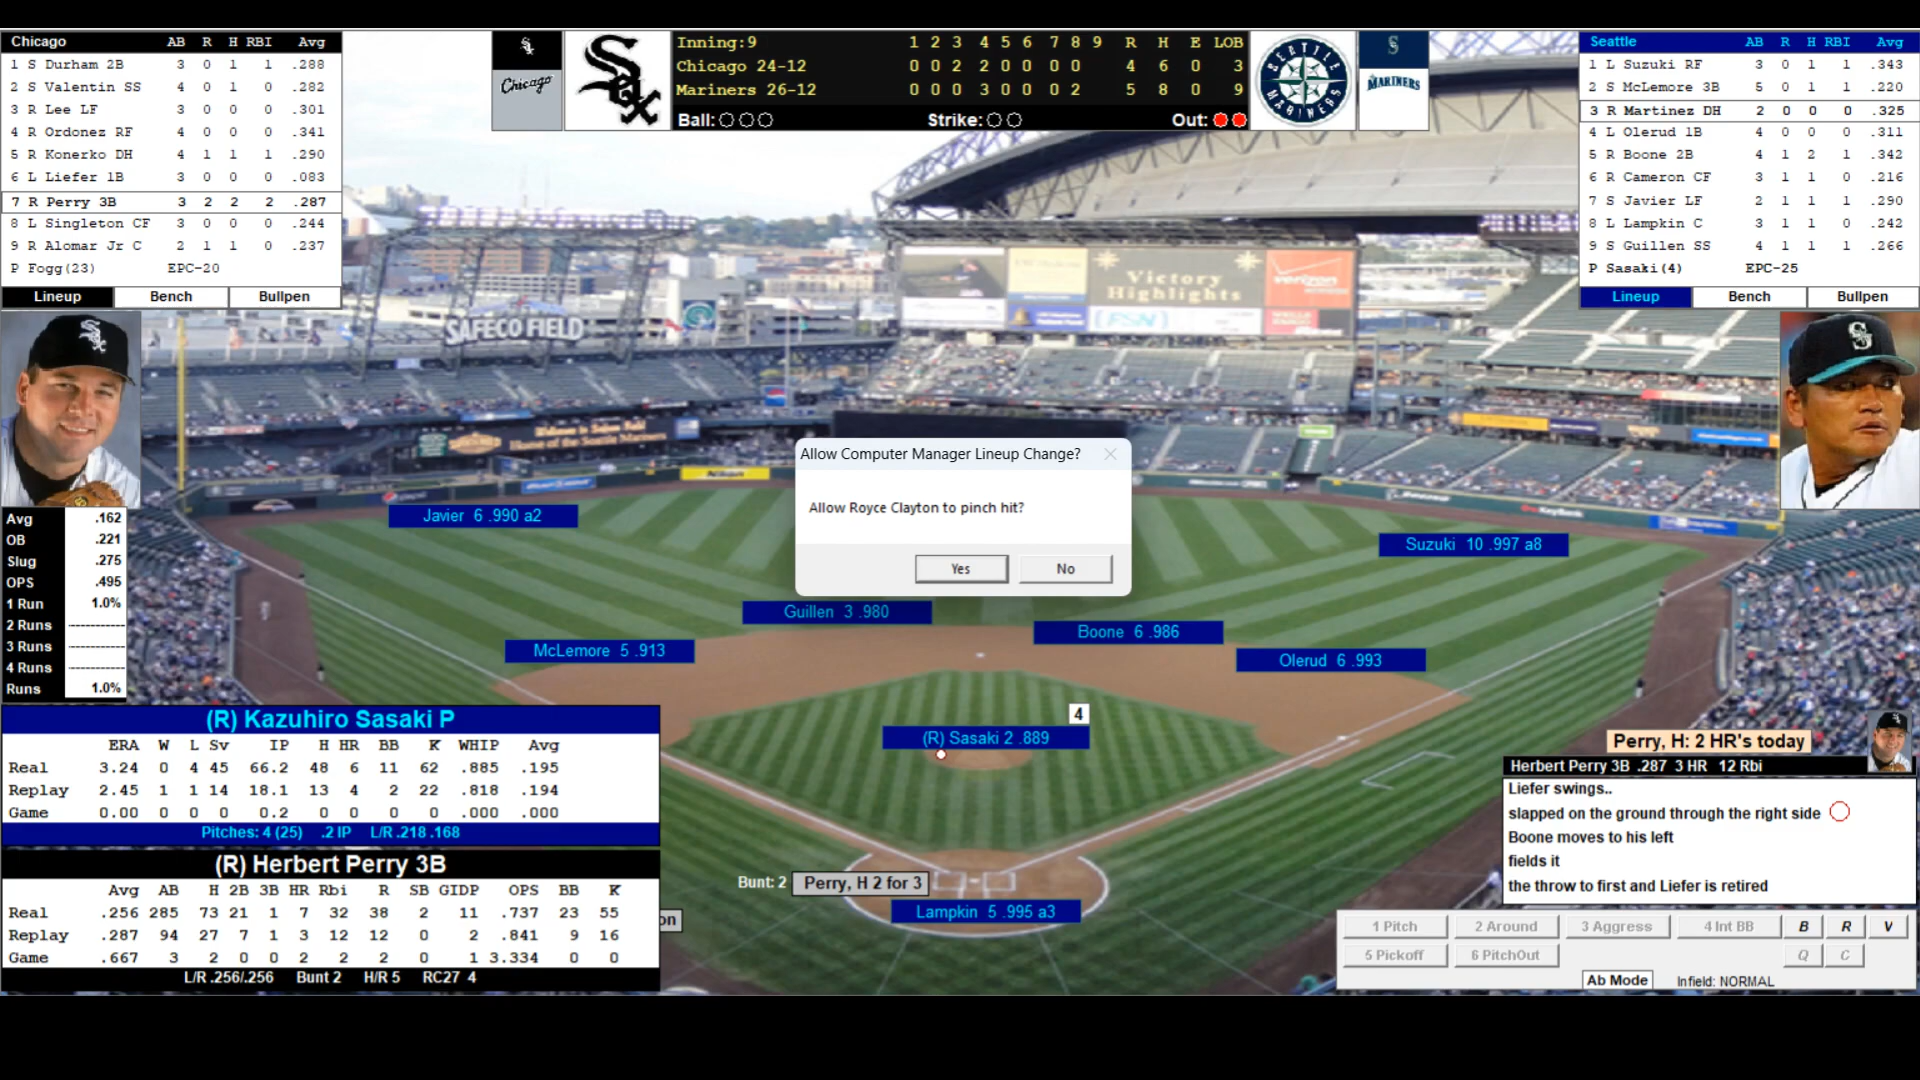 Chicago AB R H RBI Avg
1 S Durham 2B 3 0 1 1 .288
2 S Valentin SS 4 0 1 0 .282
3 R Lee LF 3 0 0 0 .301
4 R Ordonez RF 4 0 0 0 .341
5 R Konerko DH 4 1 1 1 .290
6 L Liefer 1B 3 0 0 0 .083
7 R Perry 3B 3 2 2 2 .287
8 L Singleton CF 3 0 0 0 .244
9 R Alomar Jr C 2 1 1 0 .237
P Fogg(23) EPC-20
Lineup Bench Bullpen
Chicago
Sox
Inning:9 1 2 3 4 5 6 7 8 9 R H E LOB
Chicago 24-12 0 0 2 2 0 0 0 0 4 6 0 3
Mariners 26-12 0 0 0 3 0 0 0 2 5 8 0 9
Ball: Strike: Out:
SEATTLE MARINERS
S
MARINERS
Seattle AB R H RBI Avg
1 L Suzuki RF 3 0 1 1 .343
2 S McLemore 3B 5 0 1 1 .220
3 R Martinez DH 2 0 0 0 .325
4 L Olerud 1B 4 0 0 0 .311
5 R Boone 2B 4 1 2 1 .342
6 R Cameron CF 3 1 1 0 .216
7 S Javier LF 2 1 1 1 .290
8 L Lampkin C 3 1 1 0 .242
9 S Guillen SS 4 1 1 1 .266
P Sasaki(4) EPC-25
Lineup Bench Bullpen
Victory
Highlights
verizon
FSN
SAFECO FIELD
Welcome to Safeco Field
Home of the Seattle Mariners
Nikon
pepsi
KeyBank
Allow Computer Manager Lineup Change?
Allow Royce Clayton to pinch hit?
Yes No
Javier 6 .990 a2
Suzuki 10 .997 a8
Guillen 3 .980
Boone 6 .986
McLemore 5 .913
Olerud 6 .993
4
(R) Sasaki 2 .889
Avg .162
OB .221
Slug .275
OPS .495
1 Run 1.0%
2 Runs ------------
3 Runs ------------
4 Runs ------------
Runs 1.0%
(R) Kazuhiro Sasaki P
ERA W L Sv IP H HR BB K WHIP Avg
Real 3.24 0 4 45 66.2 48 6 11 62 .885 .195
Replay 2.45 1 1 14 18.1 13 4 2 22 .818 .194
Game 0.00 0 0 0 0.2 0 0 0 0 .000 .000
Pitches: 4 (25) .2 IP L/R .218 .168
(R) Herbert Perry 3B
Avg AB H 2B 3B HR Rbi R SB GIDP OPS BB K
Real .256 285 73 21 1 7 32 38 2 11 .737 23 55
Replay .287 94 27 7 1 3 12 12 0 2 .841 9 16
Game .667 3 2 0 0 2 2 2 0 1 3.334 0 0
L/R .256/.256 Bunt 2 H/R 5 RC27 4
on
Bunt: 2 Perry, H 2 for 3
Lampkin 5 .995 a3
Perry, H: 2 HR's today
Herbert Perry 3B .287 3 HR 12 Rbi
Liefer swings..
slapped on the ground through the right side
Boone moves to his left
fields it
the throw to first and Liefer is retired
1 Pitch 2 Around 3 Aggress 4 Int BB B R V
5 Pickoff 6 PitchOut Q C
Ab Mode Infield: NORMAL